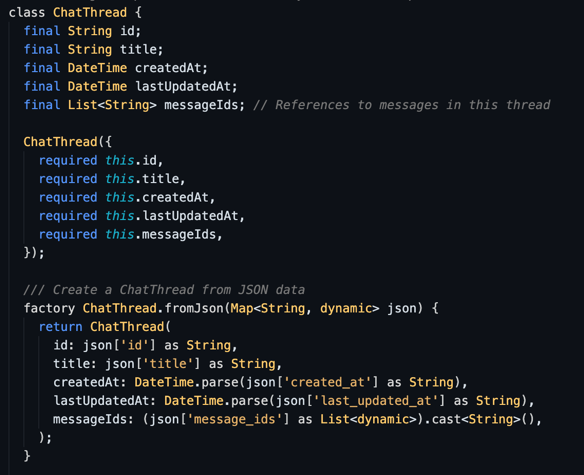 class ChatThread {
  final String id;
  final String title;
  final DateTime createdAt;
  final DateTime lastUpdatedAt;
  final List<String> messageIds; // References to messages in this thread

  ChatThread({
    required this.id,
    required this.title,
    required this.createdAt,
    required this.lastUpdatedAt,
    required this.messageIds,
  });

  /// Create a ChatThread from JSON data
  factory ChatThread.fromJson(Map<String, dynamic> json) {
    return ChatThread(
      id: json['id'] as String,
      title: json['title'] as String,
      createdAt: DateTime.parse(json['created_at'] as String),
      lastUpdatedAt: DateTime.parse(json['last_updated_at'] as String),
      messageIds: (json['message_ids'] as List<dynamic>).cast<String>(),
    );
  }